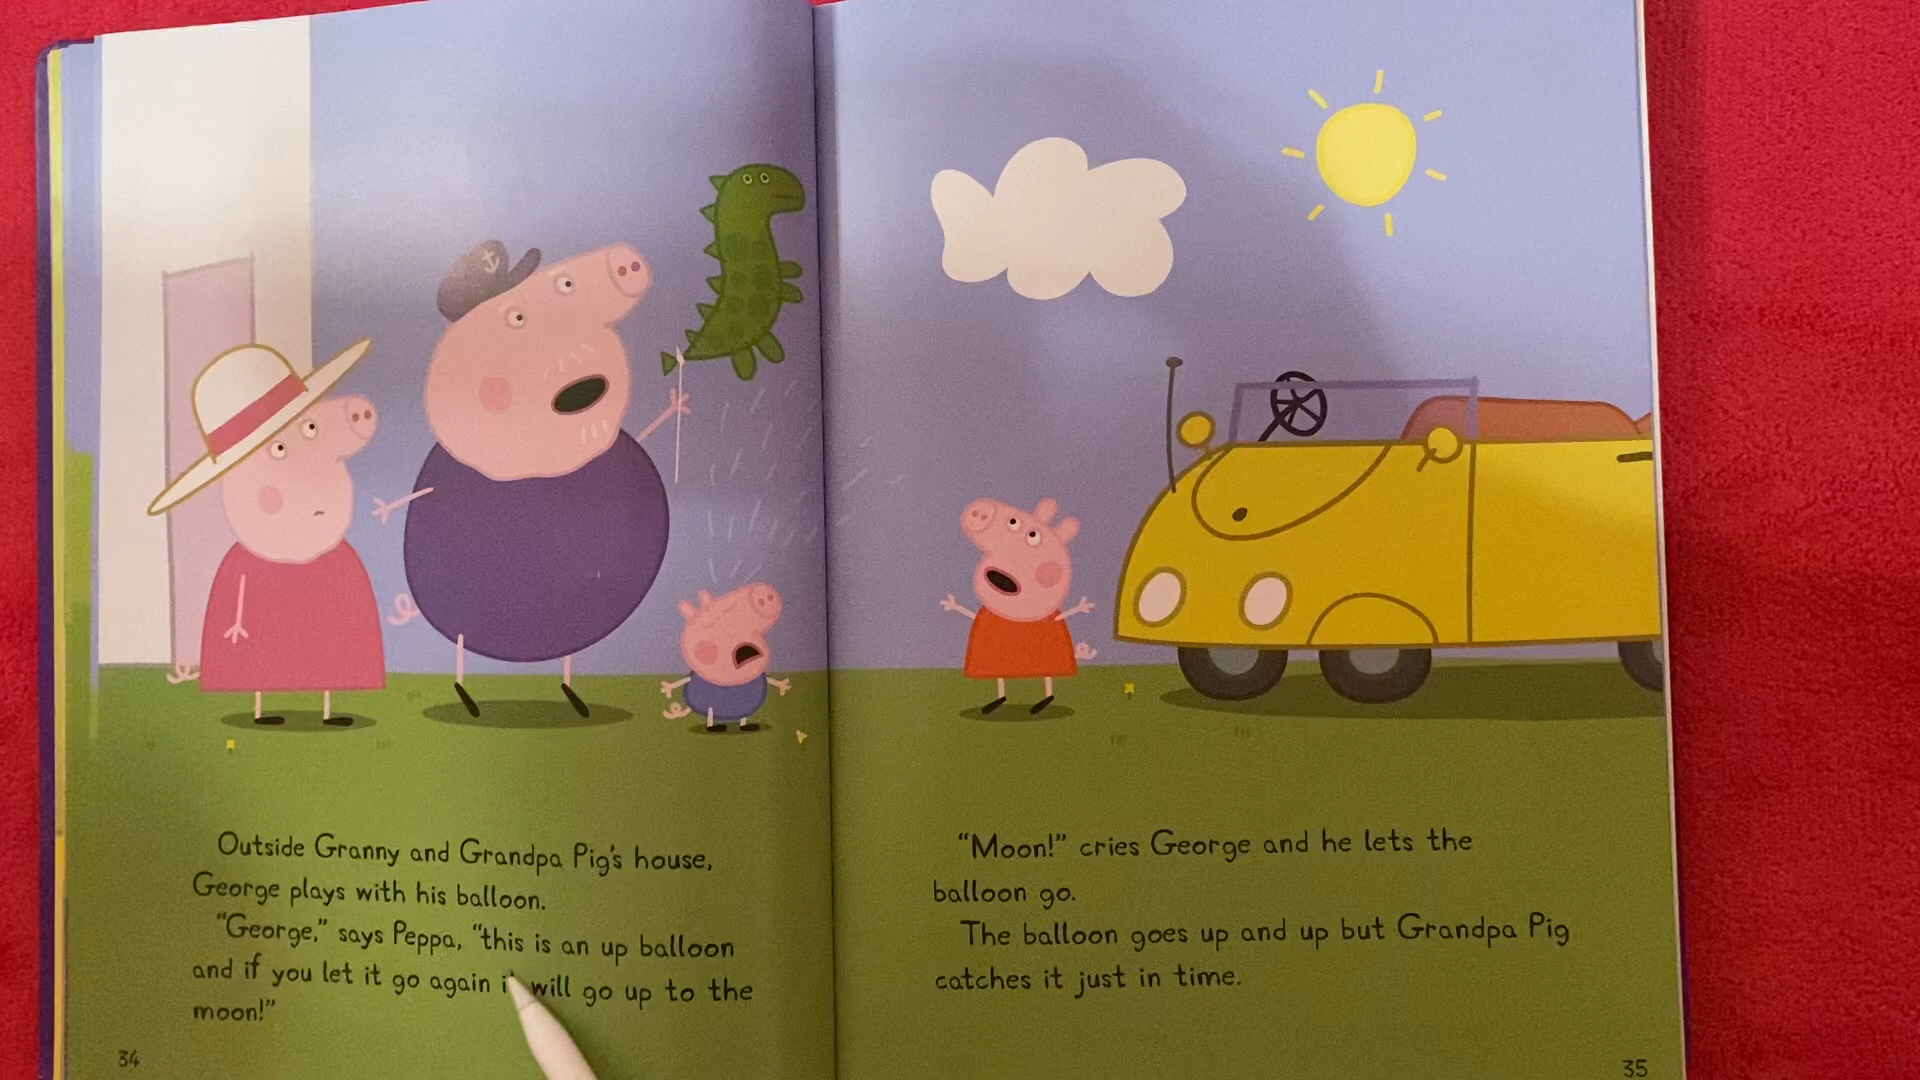 Outside Granny and Grandpa Pig's house,
George plays with his balloon.
"George," says Peppa, "this is an up balloon
and if you let it go again it will go up to the
moon!"
34
"Moon!" cries George and he lets the
balloon go.
The balloon goes up and up but Grandpa Pig
catches it just in time.
35